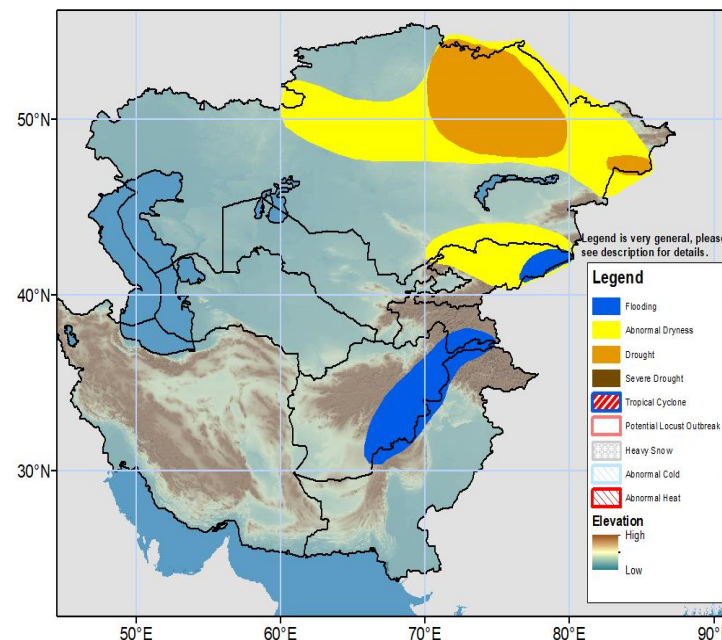 50°N
40°N
30°N
50°E
60°E
70°E
80°E
90°
Legend is very general, please
see description for details.
Legend
Flooding
Abnormal Dryness
Drought
Severe Drought
Tropical Cyclone
Potential Locust Outbreak
Heavy Snow
Abnormal Cold
Abnormal Heat
Elevation
High
Low